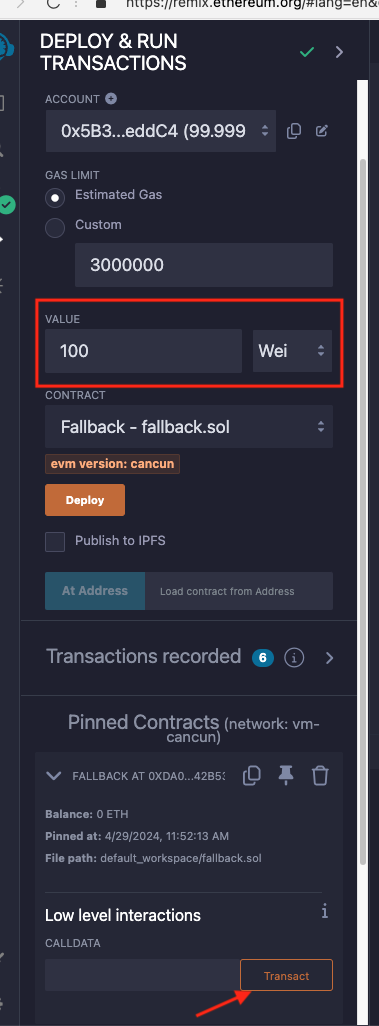 https://remix.ethereum.org/#lang=en&
DEPLOY & RUN
TRANSACTIONS
ACCOUNT
0x5B3...eddC4 (99.999
GAS LIMIT
Estimated Gas
Custom
3000000
VALUE
100
Wei
CONTRACT
Fallback - fallback.sol
evm version: cancun
Deploy
Publish to IPFS
At Address
Load contract from Address
Transactions recorded 6 i
Pinned Contracts (network: vm-
cancun)
FALLBACK AT 0XDA0...42B53
Balance: 0 ETH
Pinned at: 4/29/2024, 11:52:13 AM
File path: default_workspace/fallback.sol
Low level interactions i
CALLDATA
Transact